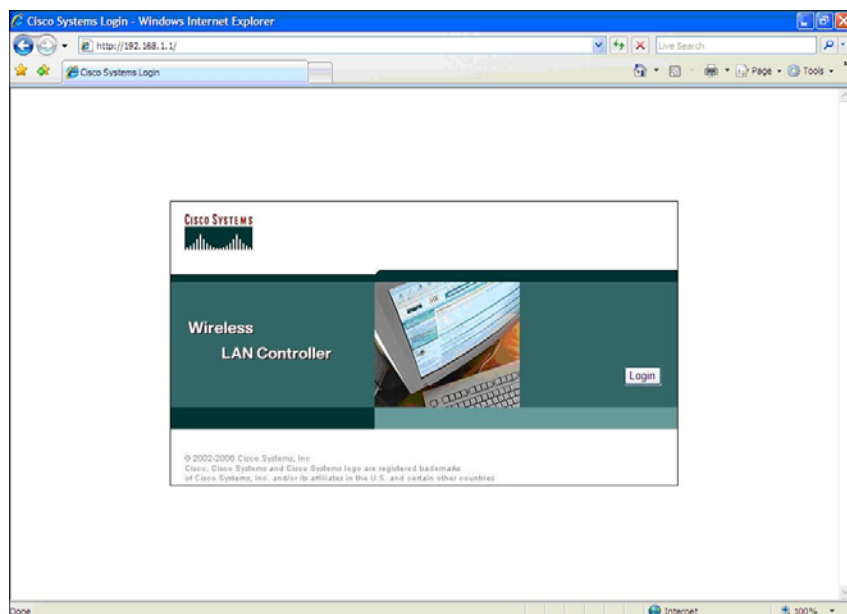 Cisco Systems Login - Windows Internet Explorer
http://192.168.1.1/
Live Search
Cisco Systems Login
Page
Tools
CISCO SYSTEMS
Wireless
LAN Controller
Login
© 2002-2006 Cisco Systems, Inc
Cisco, Cisco Systems and Cisco Systems logo are registered trademarks
of Cisco Systems, Inc. and/or its affiliates in the U.S. and certain other countries
Done
Internet
100%